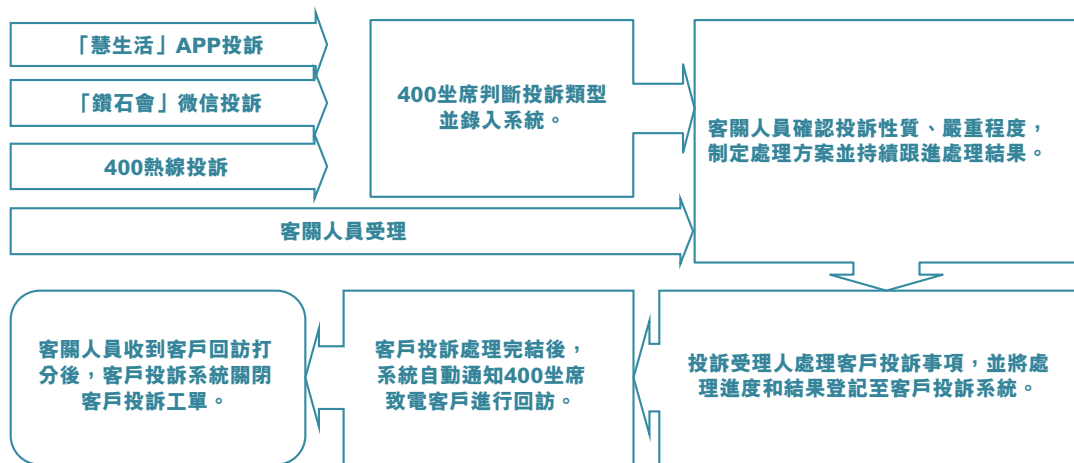 「慧生活」APP投訴
「鑽石會」微信投訴
400熱線投訴
400坐席判斷投訴類型
並錄入系統。
客關人員確認投訴性質、嚴重程度，
制定處理方案並持續跟進處理結果。
客關人員受理
投訴受理人處理客戶投訴事項，並將處
理進度和結果登記至客戶投訴系統。
客戶投訴處理完結後，
系統自動通知400坐席
致電客戶進行回訪。
客關人員收到客戶回訪打
分後，客戶投訴系統關閉
客戶投訴工單。